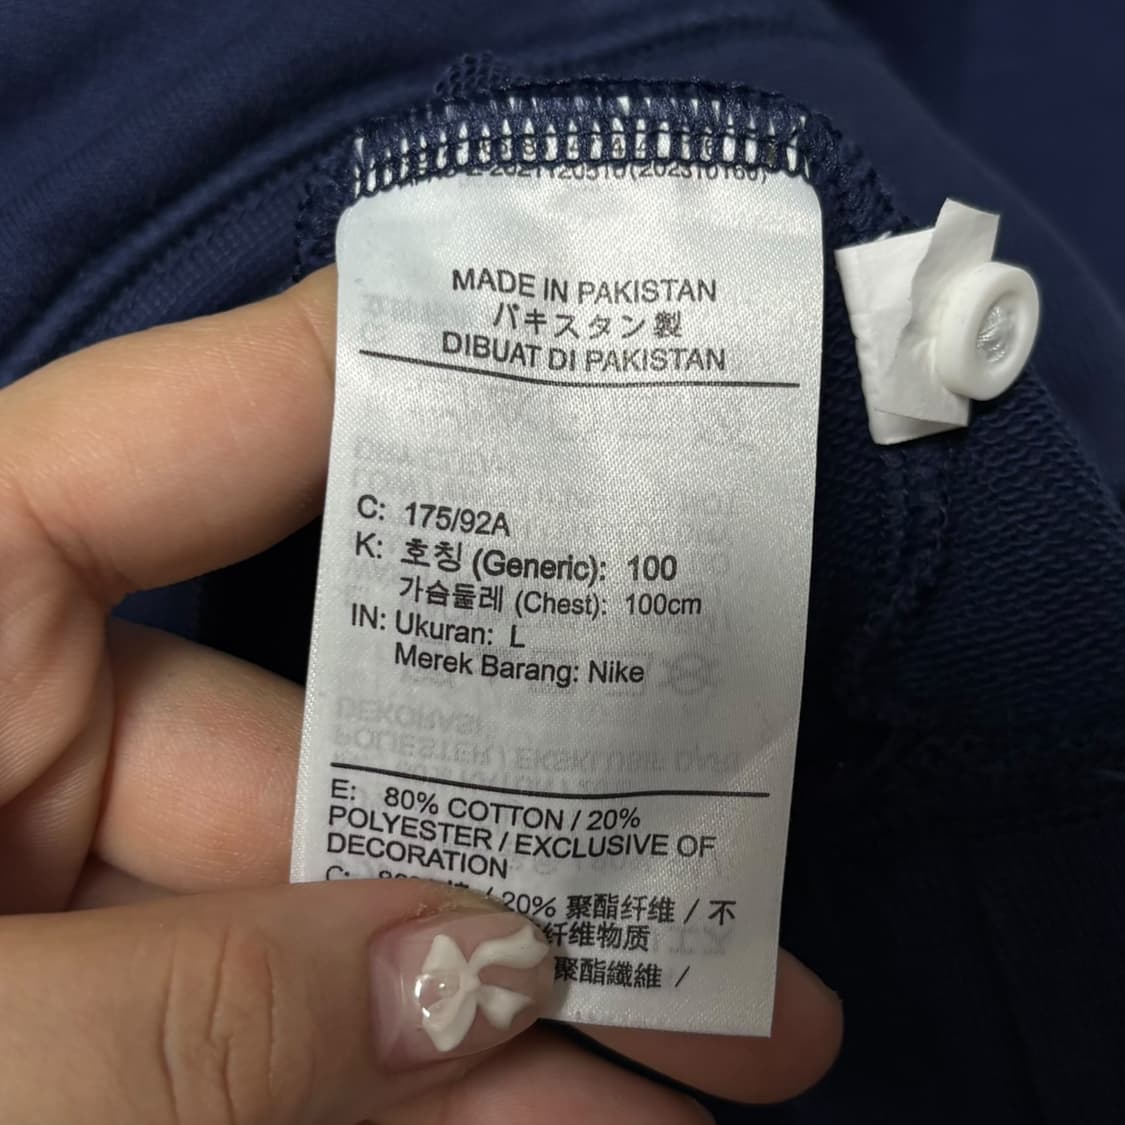 MADE IN PAKISTAN
パキスタン製
DIBUAT DI PAKISTAN
C: 175/92A
K: 호칭 (Generic): 100
가슴둘레 (Chest): 100cm
IN: Ukuran: L
Merek Barang: Nike
E: 80% COTTON / 20%
POLYESTER / EXCLUSIVE OF
DECORATION
C: / 20% 聚酯纤维 / 不
纤维物质
聚酯纖維 /